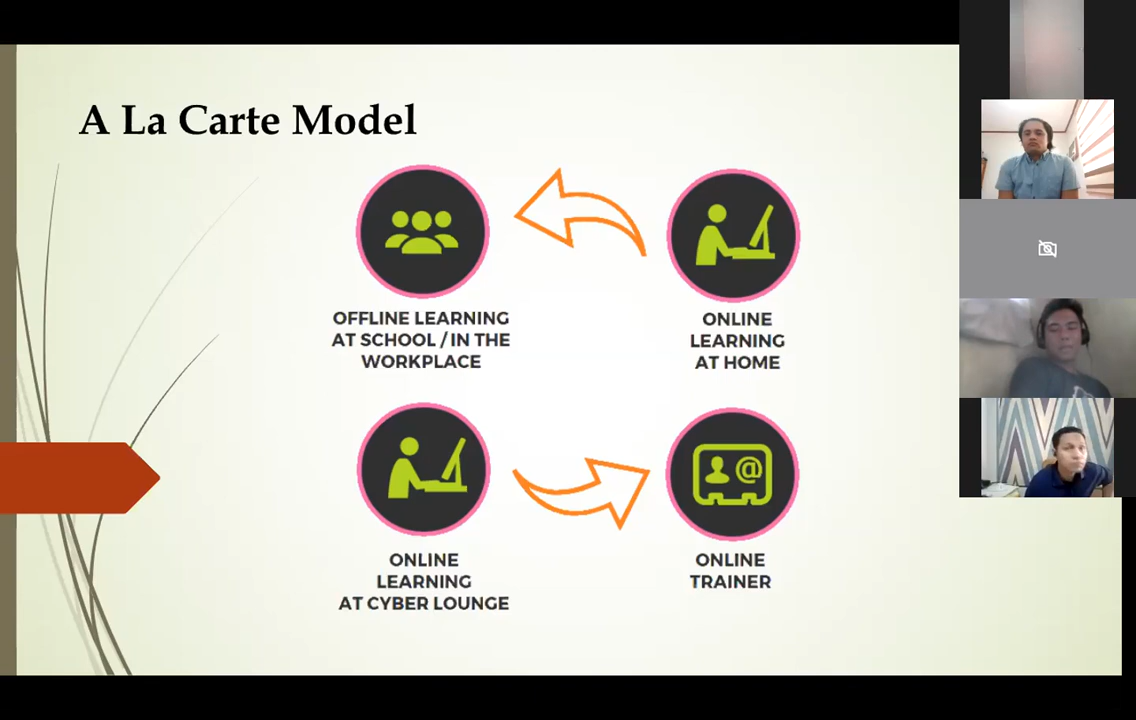 A La Carte Model
OFFLINE LEARNING
AT SCHOOL / IN THE
WORKPLACE
ONLINE
LEARNING
AT HOME
@
ONLINE
LEARNING
AT CYBER LOUNGE
ONLINE
TRAINER